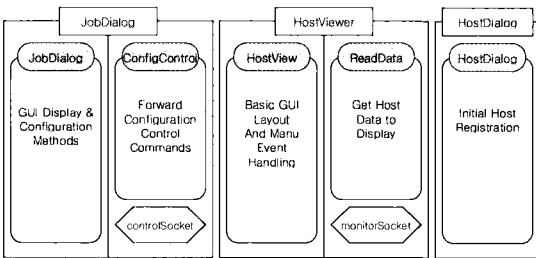 JobDialog
HostViewer
HostDialog
JobDialog
ConfigControl
HostView
ReadData
HostDialog
GUI Display &
Configuration
Methods
Forward
Configuration
Control
Commands
Basic GUI
Layout
And Manu
Event
Handling
Get Host
Data to
Display
Initial Host
Registration
controlSocket
monitorSocket